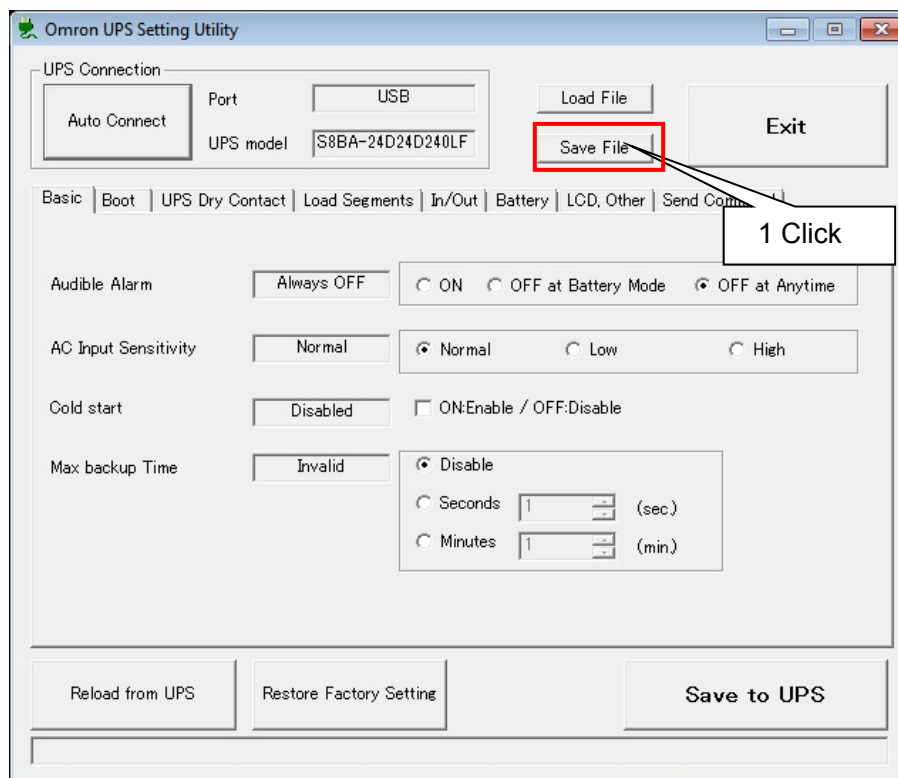 Omron UPS Setting Utility
UPS Connection
Auto Connect
Port
USB
UPS model
S8BA-24D24D240LF
Load File
Save File
Exit
Basic Boot UPS Dry Contact Load Segments In/Out Battery LCD, Other
1 Click
Audible Alarm Always OFF ON OFF at Battery Mode OFF at Anytime
AC Input Sensitivity Normal Normal Low High
Cold start Disabled ON:Enable / OFF:Disable
Max backup Time Invalid Disable
Seconds 1 (sec.)
Minutes 1 (min.)
Reload from UPS Restore Factory Setting Save to UPS